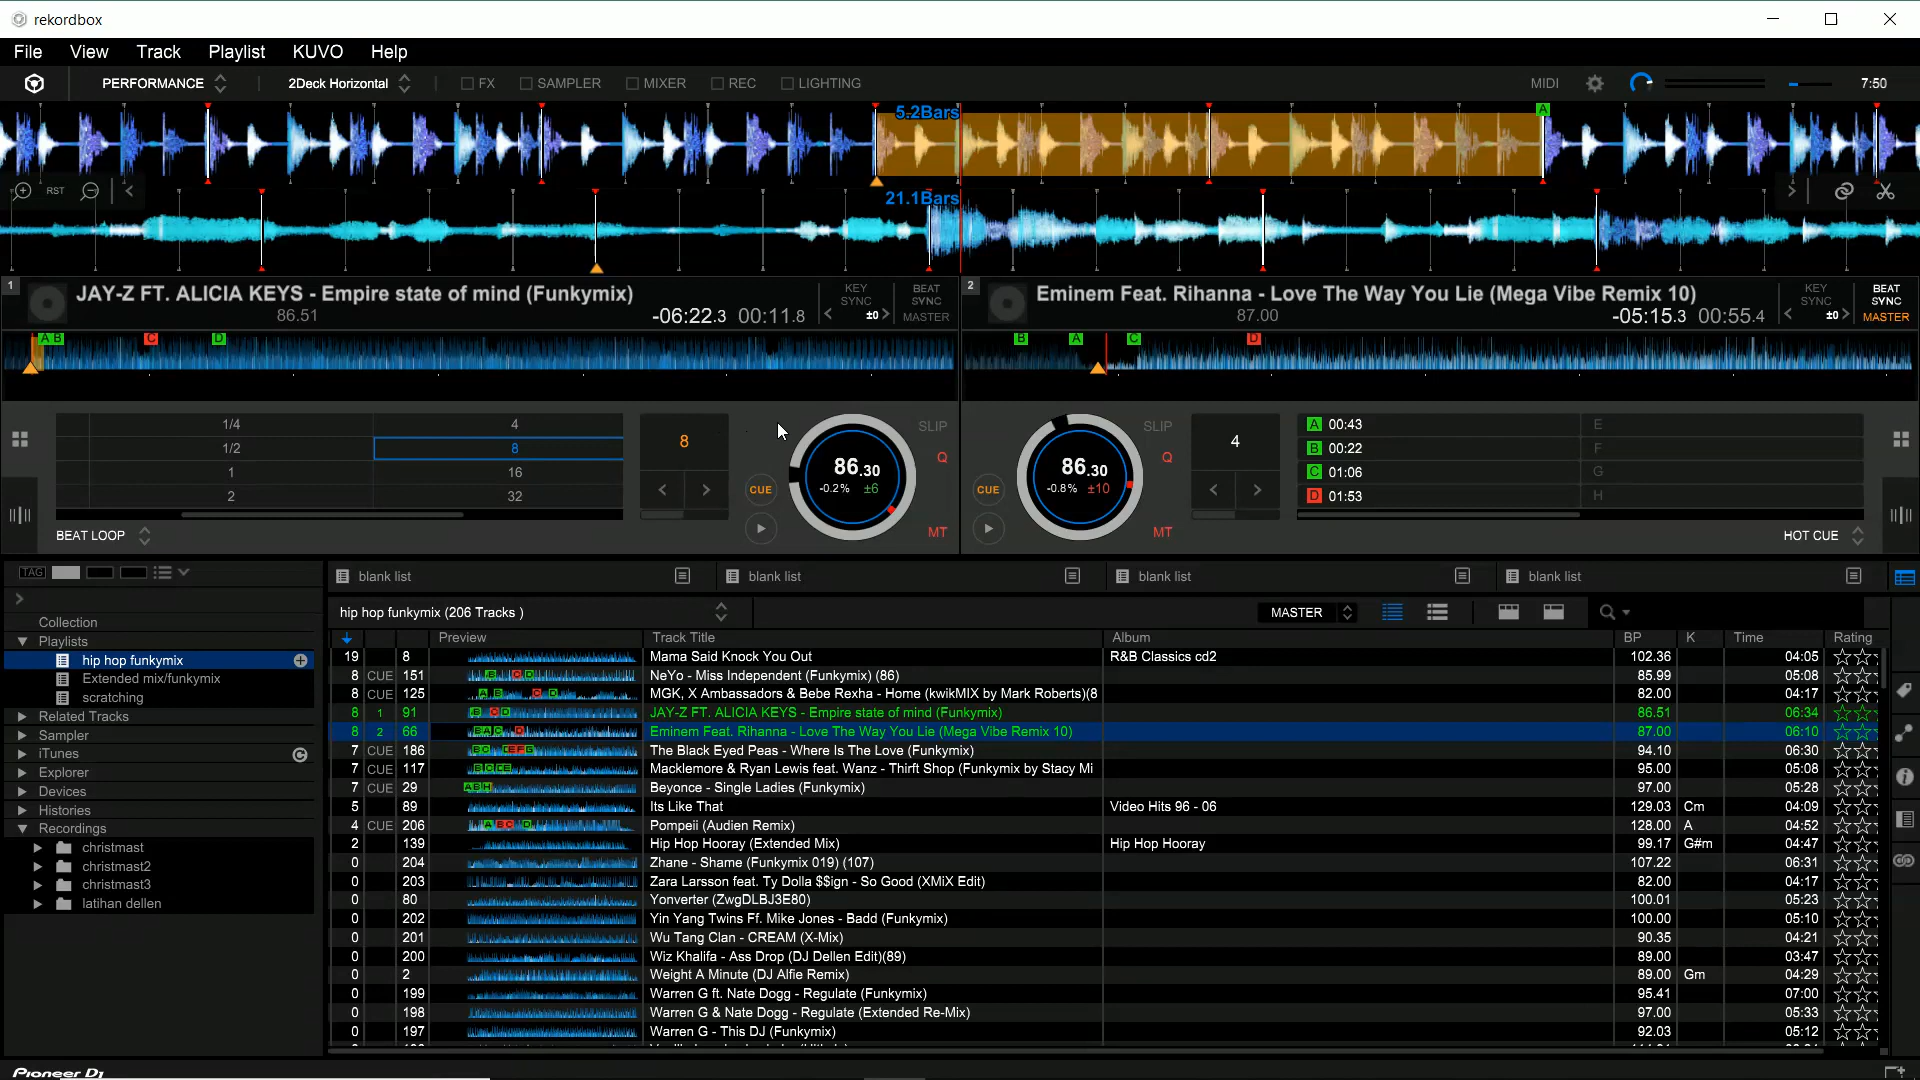 rekordbox
File View Track Playlist KUVO Help
PERFORMANCE 2Deck Horizontal FX SAMPLER MIXER REC LIGHTING MIDI 7:50
5.2Bars A
RST
21.1Bars
1 JAY-Z FT. ALICIA KEYS - Empire state of mind (Funkymix) KEY SYNC ±0 BEAT SYNC MASTER
86.51 -06:22.3 00:11.8
2 Eminem Feat. Rihanna - Love The Way You Lie (Mega Vibe Remix 10) KEY SYNC ±0 BEAT SYNC MASTER
87.00 -05:15.3 00:55.4
A B C D B A C D
1/4 4
1/2 8
1 16
2 32
BEAT LOOP
8
CUE
86.30
-0.2% ±6
SLIP
Q
MT
CUE
86.30
-0.8% ±10
SLIP
Q
MT
4
A 00:43 E
B 00:22 F
C 01:06 G
D 01:53 H
HOT CUE
TAG
Collection
Playlists
hip hop funkymix
Extended mix/funkymix
scratching
Related Tracks
Sampler
iTunes
Explorer
Devices
Histories
Recordings
christmast
christmast2
christmast3
latihan dellen
blank list blank list blank list blank list
hip hop funkymix (206 Tracks ) MASTER
Preview Track Title Album BP K Time Rating
19 8 Mama Said Knock You Out R&B Classics cd2 102.36 04:05
8 CUE 151 NeYo - Miss Independent (Funkymix) (86) 85.99 05:08
8 CUE 125 MGK, X Ambassadors & Bebe Rexha - Home (kwikMIX by Mark Roberts)(8 82.00 04:17
8 1 91 JAY-Z FT. ALICIA KEYS - Empire state of mind (Funkymix) 86.51 06:34
8 2 66 Eminem Feat. Rihanna - Love The Way You Lie (Mega Vibe Remix 10) 87.00 06:10
7 CUE 186 The Black Eyed Peas - Where Is The Love (Funkymix) 94.10 06:30
7 CUE 117 Macklemore & Ryan Lewis feat. Wanz - Thirft Shop (Funkymix by Stacy Mi 95.00 05:08
7 CUE 29 Beyonce - Single Ladies (Funkymix) 97.00 05:28
5 89 Its Like That Video Hits 96 - 06 129.03 Cm 04:09
4 CUE 206 Pompeii (Audien Remix) 128.00 A 04:52
2 139 Hip Hop Hooray (Extended Mix) Hip Hop Hooray 99.17 G#m 04:47
0 204 Zhane - Shame (Funkymix 019) (107) 107.22 06:31
0 203 Zara Larsson feat. Ty Dolla $$ign - So Good (XMiX Edit) 82.00 04:17
0 80 Yonverter (ZwgDLBJ3E80) 100.01 05:23
0 202 Yin Yang Twins Ff. Mike Jones - Badd (Funkymix) 100.00 05:10
0 201 Wu Tang Clan - CREAM (X-Mix) 90.35 04:21
0 200 Wiz Khalifa - Ass Drop (DJ Dellen Edit)(89) 89.00 03:47
0 2 Weight A Minute (DJ Alfie Remix) 89.00 Gm 04:29
0 199 Warren G ft. Nate Dogg - Regulate (Funkymix) 95.41 07:00
0 198 Warren G & Nate Dogg - Regulate (Extended Re-Mix) 97.00 05:33
0 197 Warren G - This DJ (Funkymix) 92.03 05:12
Pioneer DJ